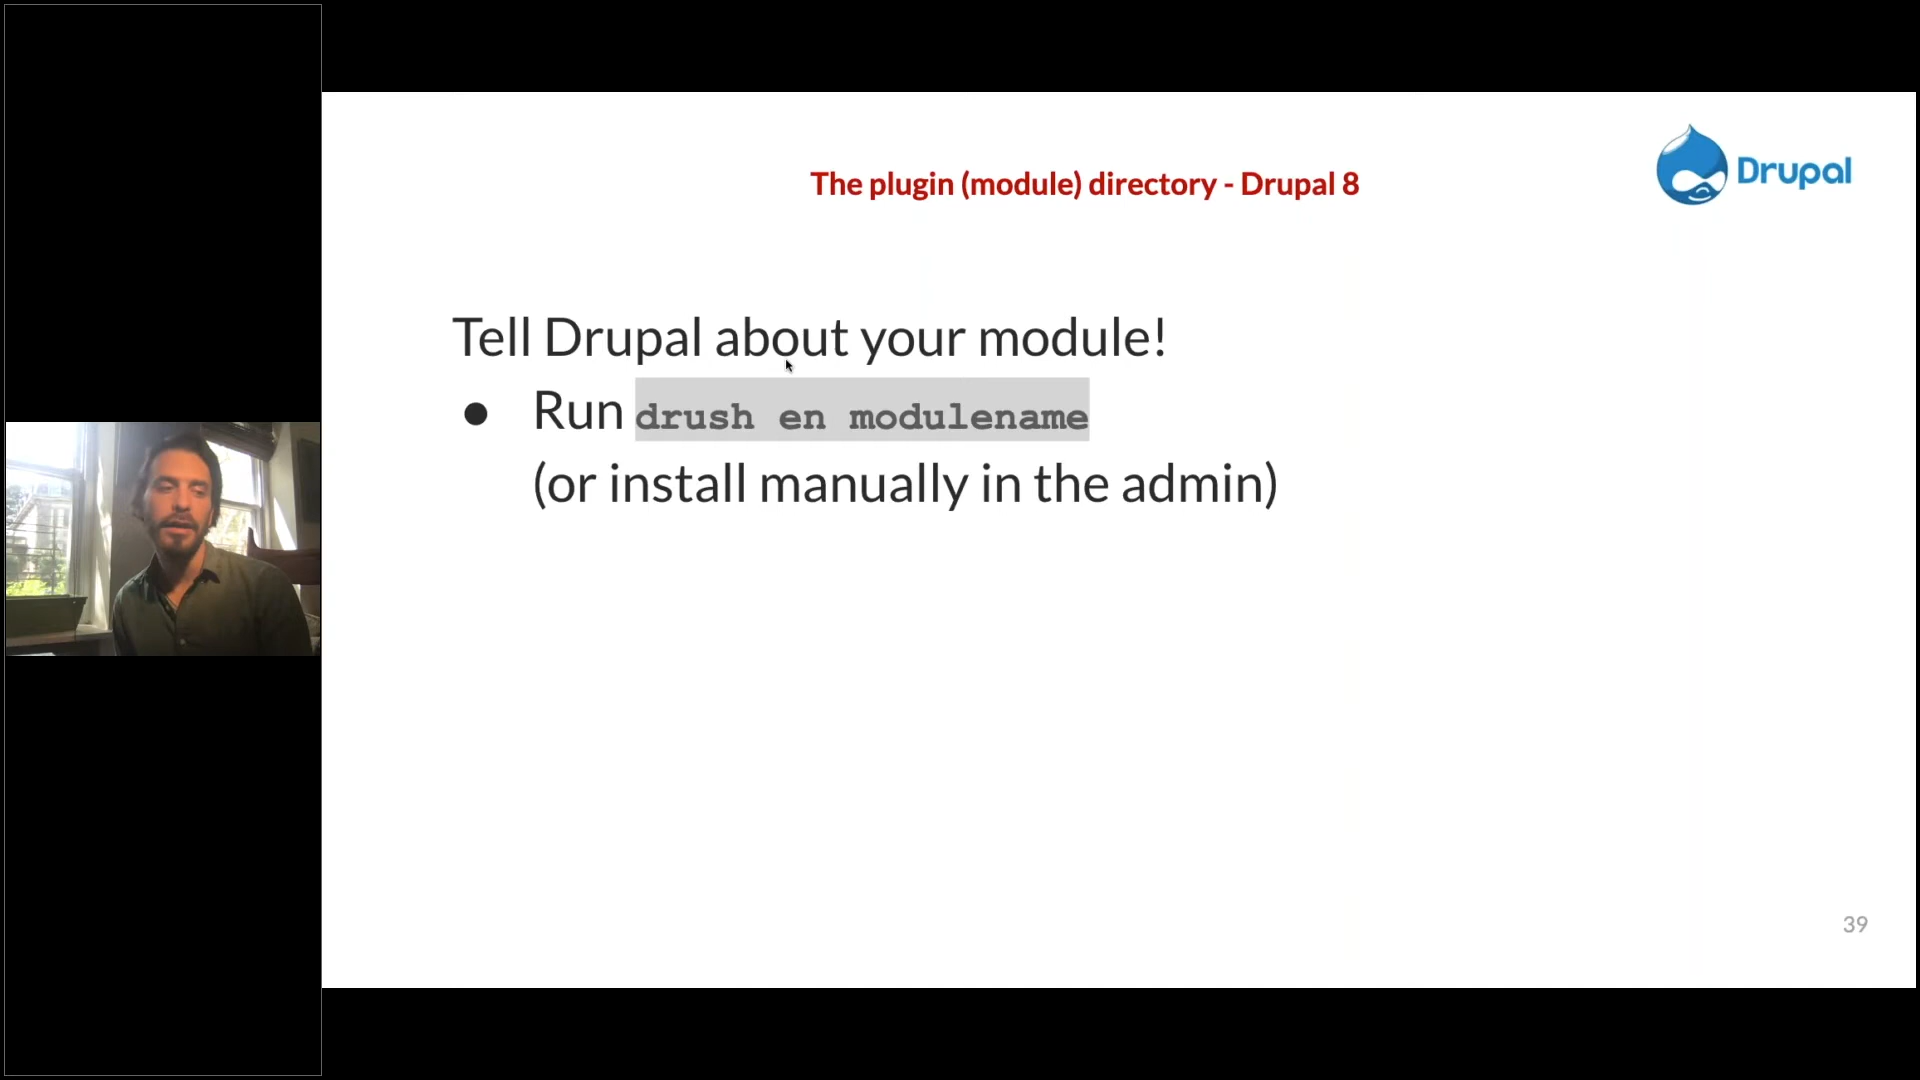 The plugin (module) directory - Drupal 8
Drupal
Tell Drupal about your module!
● Run drush en modulename
(or install manually in the admin)
39